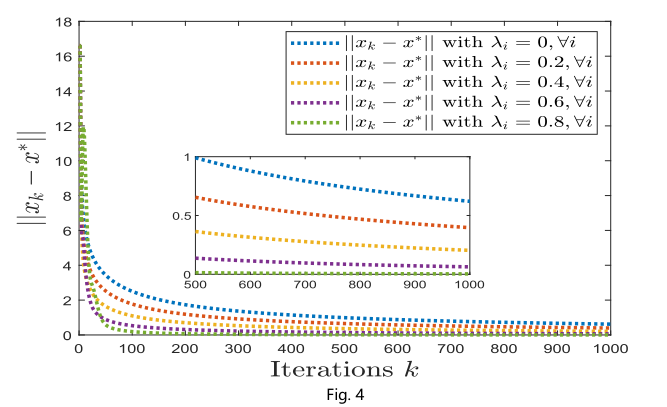 18
16
14
12
10
8
6
4
2
0
||x_k − x*||
||x_k − x*|| with λ_i = 0, ∀i
||x_k − x*|| with λ_i = 0.2, ∀i
||x_k − x*|| with λ_i = 0.4, ∀i
||x_k − x*|| with λ_i = 0.6, ∀i
||x_k − x*|| with λ_i = 0.8, ∀i
1
0.5
0
500 600 700 800 900 1000
0 100 200 300 400 500 600 700 800 900 1000
Iterations k
Fig. 4